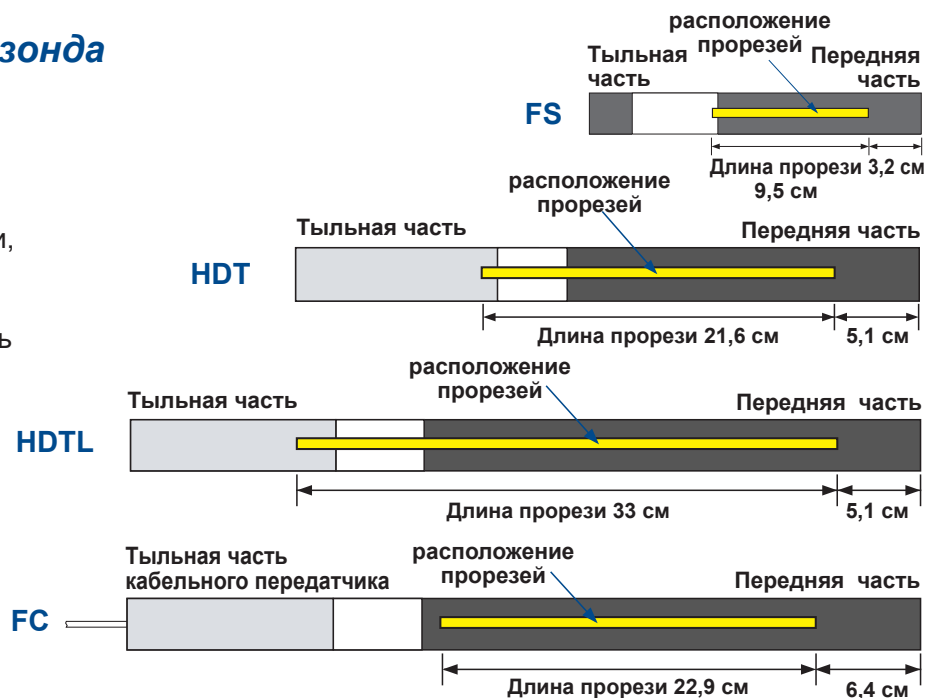 зонда
и,
ь
расположение
прорезей
Тыльная
часть
Передняя
часть
FS
Длина прорези 3,2 см
9,5 см
расположение
прорезей
Тыльная часть
Передняя часть
HDT
Длина прорези 21,6 см
5,1 см
расположение
прорезей
Тыльная часть
Передняя часть
HDTL
Длина прорези 33 см
5,1 см
Тыльная часть
кабельного передатчика
расположение
прорезей
Передняя часть
FC
Длина прорези 22,9 см
6,4 см